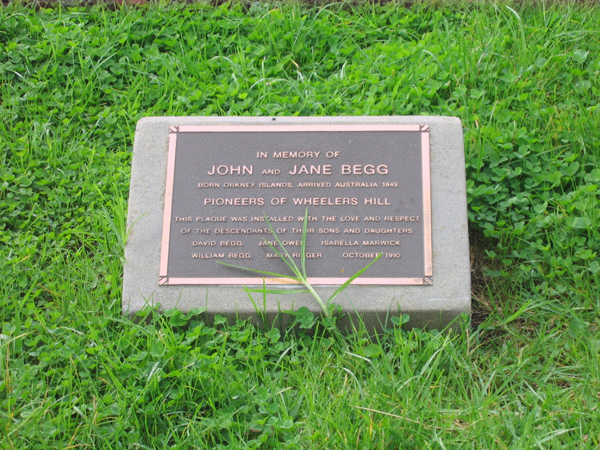 IN MEMORY OF
JOHN AND JANE BEGG
BORN ORKNEY ISLANDS, ARRIVED AUSTRALIA 1849
PIONEERS OF WHEELERS HILL
THIS PLAQUE WAS INSTALLED WITH THE LOVE AND RESPECT
OF THE DESCENDANTS OF THEIR SONS AND DAUGHTERS
DAVID BEGG: JANE ISABELLA MARWICK
WILLIAM BEGG: MARY OCTOBER 1992